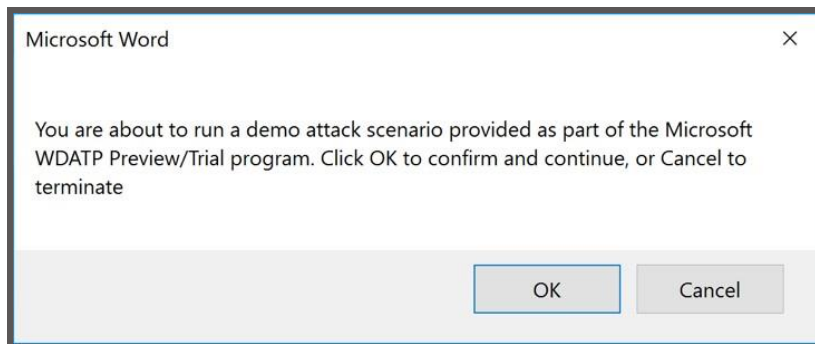 Microsoft Word
You are about to run a demo attack scenario provided as part of the Microsoft
WDATP Preview/Trial program. Click OK to confirm and continue, or Cancel to
terminate
OK Cancel